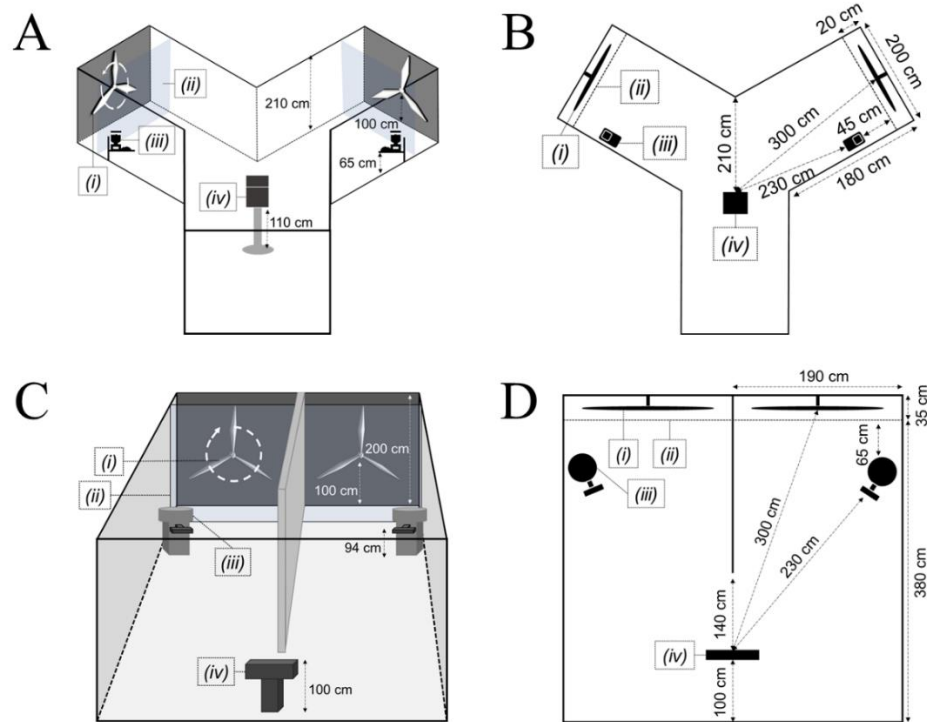 A
(ii)
210 cm
100 cm
(iii)
65 cm
(i)
(iv)
110 cm
B
20 cm
200 cm
(ii)
300 cm
45 cm
(i)
(iii)
210 cm
230 cm
180 cm
(iv)
C
200 cm
(i)
100 cm
(ii)
94 cm
(iii)
(iv)
100 cm
D
190 cm
35 cm
(i)
(ii)
65 cm
(iii)
300 cm
230 cm
380 cm
140 cm
(iv)
100 cm